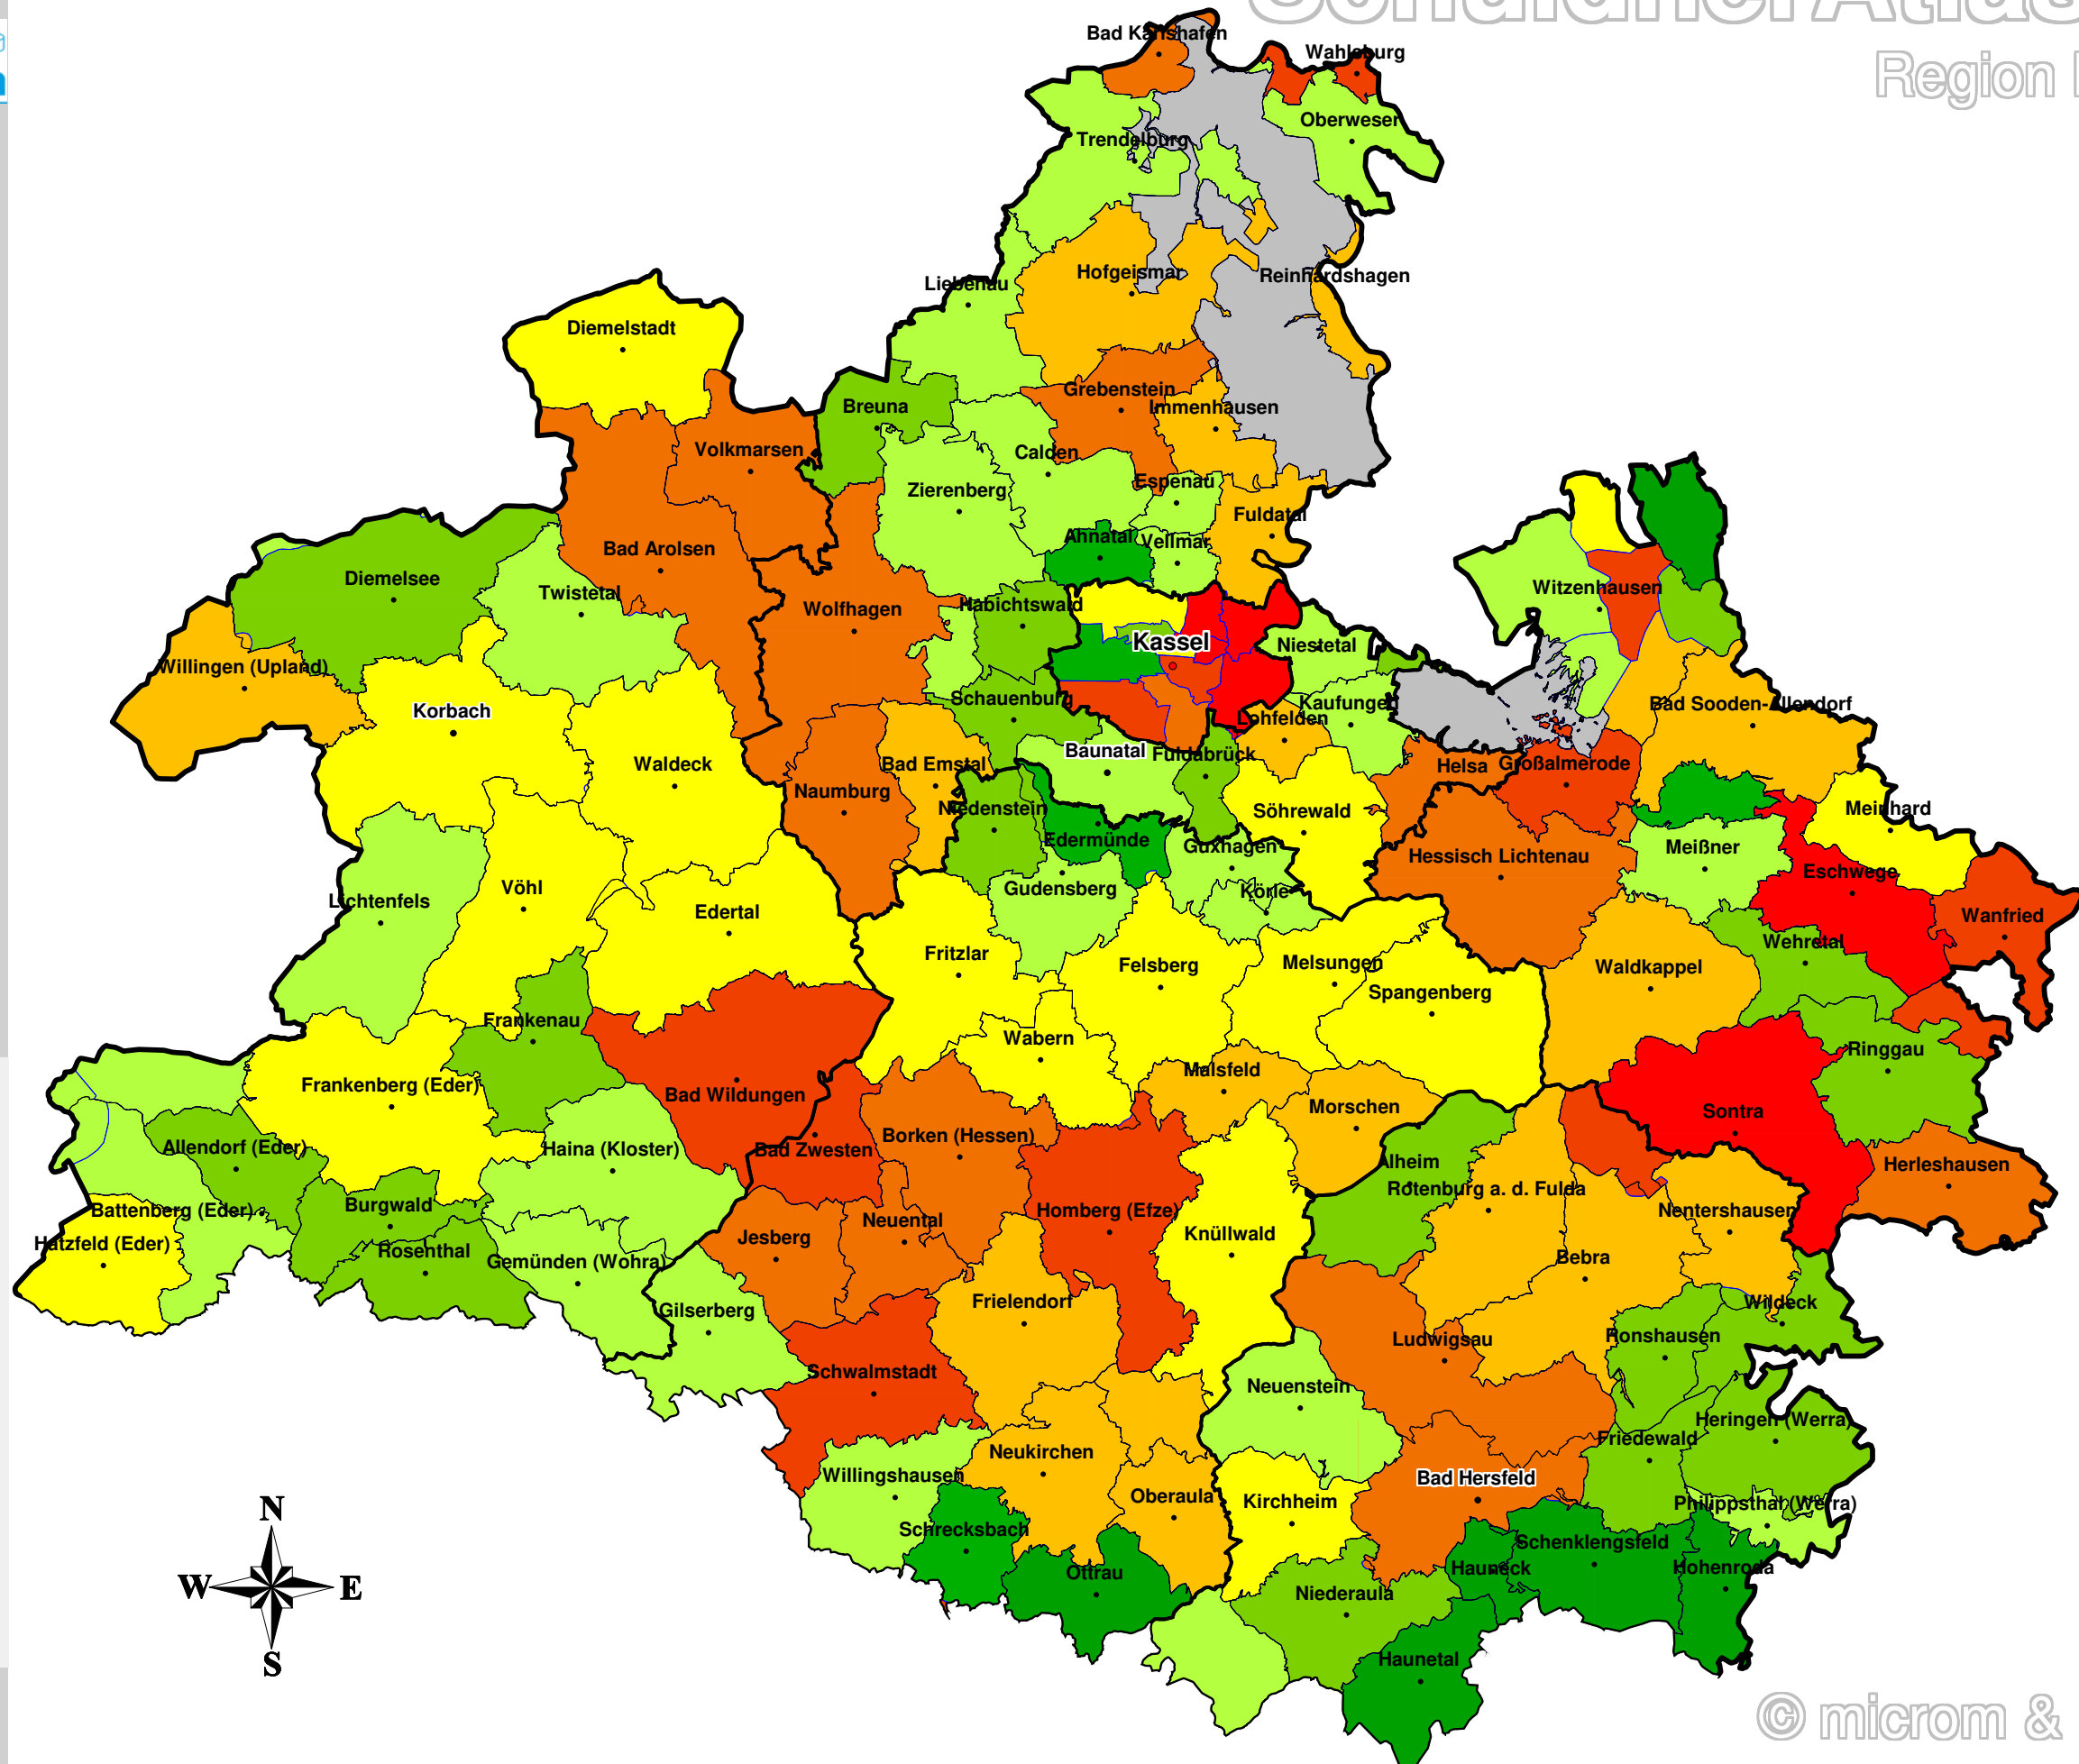 SchuldnerAtlas
Region
Bad Karlshafen
Wahlsburg
Oberweser
Trendelburg
Hofgeismar
Reinhardshagen
Liebenau
Diemelstadt
Grebenstein
Immenhausen
Breuna
Volkmarsen
Calden
Zierenberg
Espenau
Fuldatal
Ahnatal
Vellmar
Bad Arolsen
Diemelsee
Twistetal
Witzenhausen
Wolfhagen
Habichtswald
Kassel
Niestetal
Willingen (Upland)
Korbach
Schauenburg
Kaufungen
Lohfelden
Bad Sooden-Allendorf
Waldeck
Bad Emstal
Baunatal
Fuldabrück
Helsa
Großalmerode
Naumburg
Niedenstein
Söhrewald
Meinhard
Edermünde
Guxhagen
Hessisch Lichtenau
Meißner
Eschwege
Vöhl
Gudensberg
Körle
Lichtenfels
Edertal
Wanfried
Wehretal
Fritzlar
Felsberg
Melsungen
Waldkappel
Spangenberg
Frankenau
Wabern
Ringgau
Malsfeld
Frankenberg (Eder)
Bad Wildungen
Morschen
Sontra
Borken (Hessen)
Allendorf (Eder)
Haina (Kloster)
Bad Zwesten
Alheim
Herleshausen
Rotenburg a. d. Fulda
Burgwald
Battenberg (Eder)
Homberg (Efze)
Nentershausen
Neuental
Knüllwald
Jesberg
Hatzfeld (Eder)
Rosenthal
Gemünden (Wohra)
Bebra
Frielendorf
Wildeck
Gilserberg
Ronshausen
Ludwigsau
Schwalmstadt
Neuenstein
Heringen (Werra)
Friedewald
Neukirchen
Willingshausen
Bad Hersfeld
Oberaula
Kirchheim
Philippsthal (Werra)
Schrecksbach
Schenklengsfeld
Hauneck
Hohenroda
Ottrau
Niederaula
Haunetal
N
W
E
S
© microm &